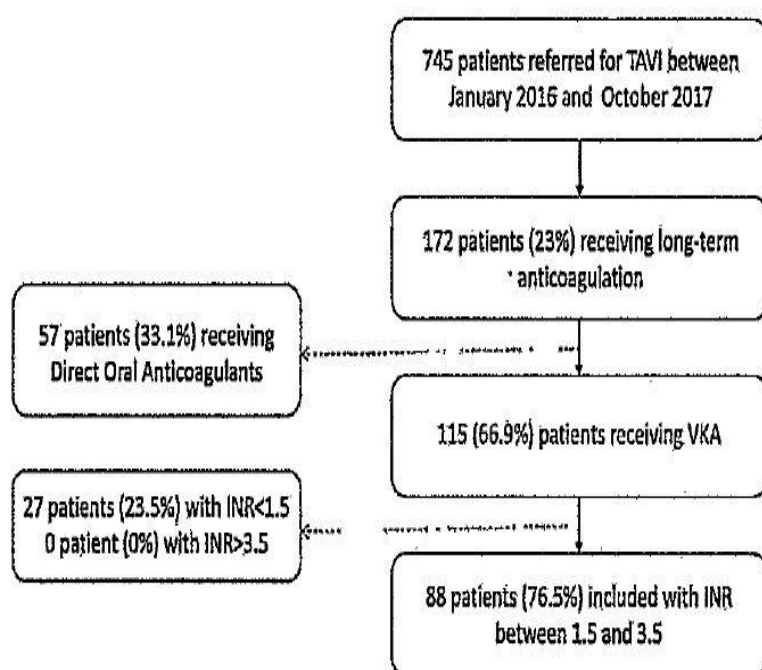 745 patients referred for TAVI between
January 2016 and October 2017
172 patients (23%) receiving long-term
anticoagulation
57 patients (33.1%) receiving
Direct Oral Anticoagulants
115 (66.9%) patients receiving VKA
27 patients (23.5%) with INR<1.5
0 patient (0%) with INR>3.5
88 patients (76.5%) included with INR
between 1.5 and 3.5